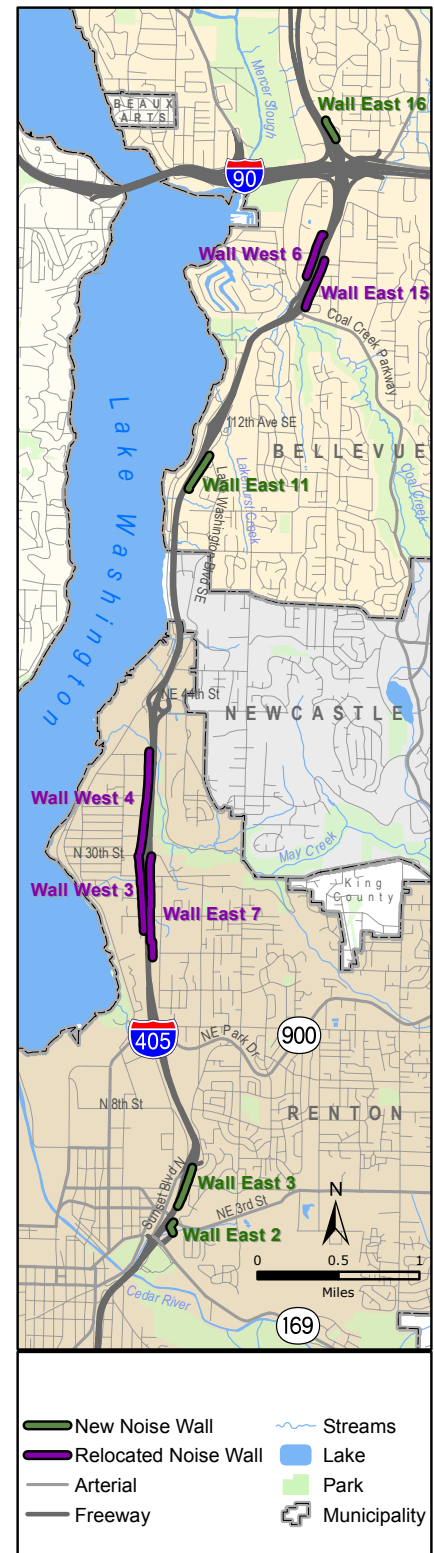 Mercer Slough
BEAUX
ARTS
Wall East 16
90
Wall West 6
Wall East 15
Coal Creek Parkway
112th Ave SE
BELLEVUE
Wall East 11
Lakehurst Creek
Coal Creek
Lake Washington Blvd SE
Lake Washington
NE 44th St
NEWCASTLE
Wall West 4
N 30th St
May Creek
Wall West 3
King
County
Wall East 7
405
NE Park Dr
900
N 8th St
RENTON
Sunset Blvd N
Wall East 3
NE 3rd St
N
Wall East 2
0 0.5 1
Miles
Cedar River
169
New Noise Wall
Relocated Noise Wall
Arterial
Freeway
Streams
Lake
Park
Municipality